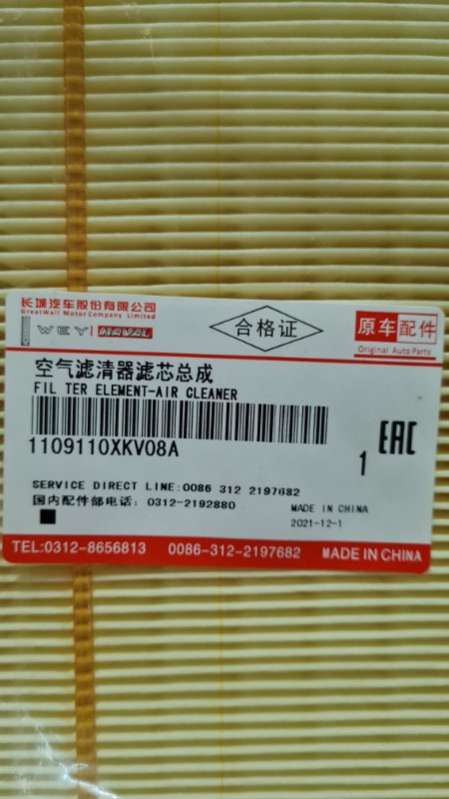 长城汽车股份有限公司
GreatWall Motor Company Limited
WEY HAVAL
合格证
原车配件
Original Auto Parts
空气滤清器滤芯总成
FIL TER ELEMENT-AIR CLEANER
1109110XKV08A
1
EAC
SERVICE DIRECT LINE:0086 312 2197682
国内配件部电话: 0312-2192880
MADE IN CHINA
2021-12-1
TEL:0312-8656813 0086-312-2197682 MADE IN CHINA